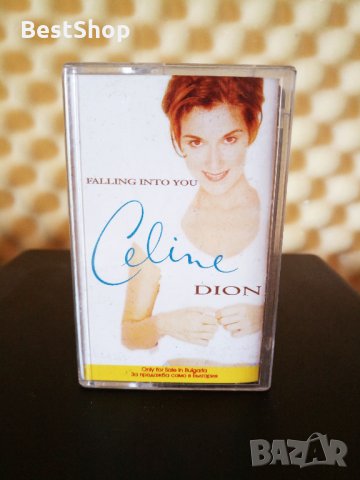 BestShop
FALLING INTO YOU
Celine
DION
Only for Sale in Bulgaria
За продажба само в България
BAZAR